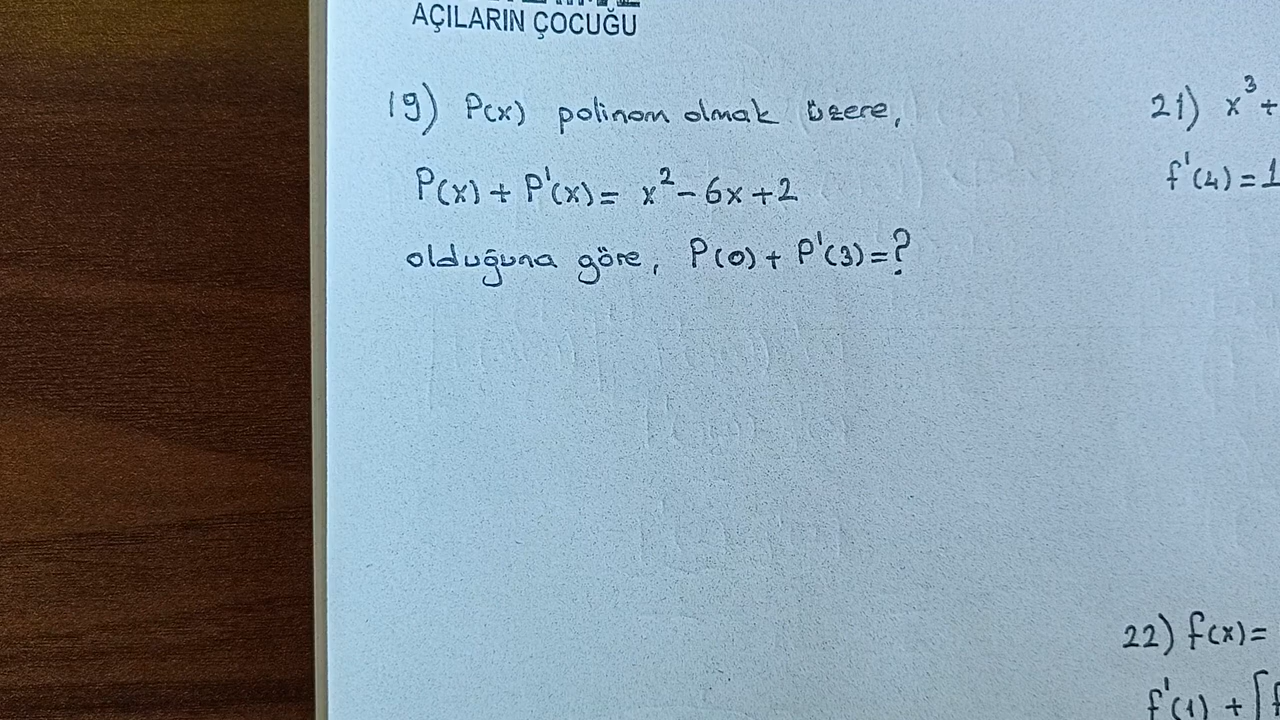 AÇILARIN ÇOCUĞU
19) P(x) polinom olmak üzere,
P(x) + P'(x) = x² - 6x + 2
olduğuna göre, P(0) + P'(3) = ?
21) x³ +
f'(4) = 1
22) f(x) =
f'(1) +